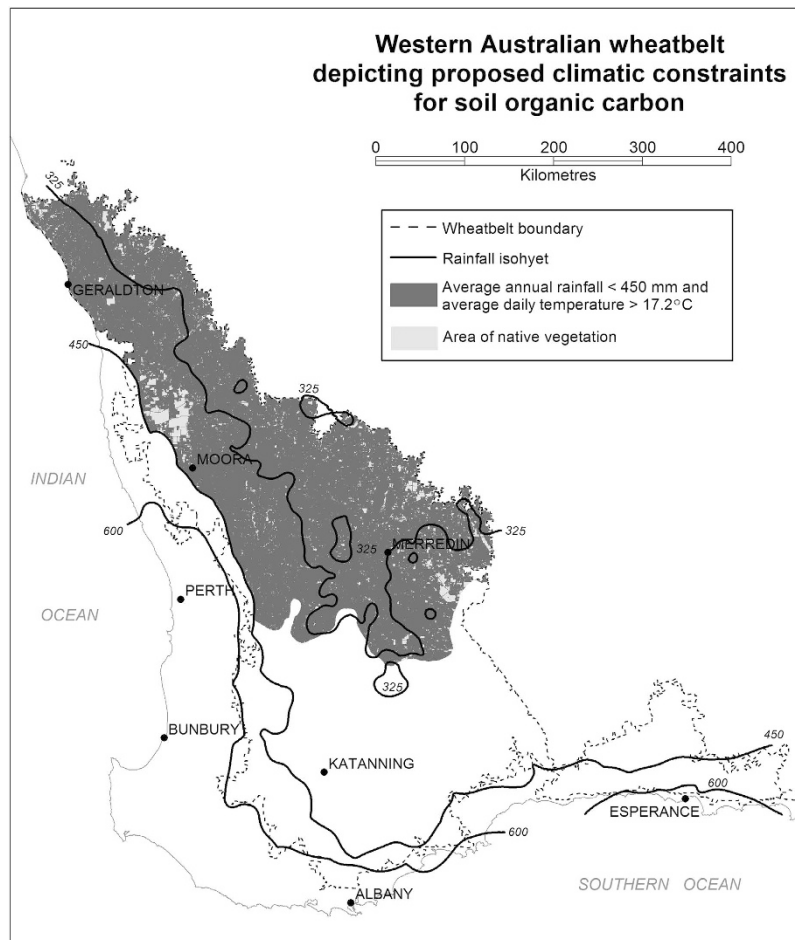 Western Australian wheatbelt
depicting proposed climatic constraints
for soil organic carbon
0 100 200 300 400
Kilometres
Wheatbelt boundary
Rainfall isohyet
Average annual rainfall < 450 mm and
average daily temperature > 17.2°C
Area of native vegetation
325
GERALDTON
450
325
MOORA
INDIAN
600
325
325
MERREDIN
PERTH
OCEAN
325
BUNBURY
450
KATANNING
600
ESPERANCE
600
SOUTHERN OCEAN
ALBANY